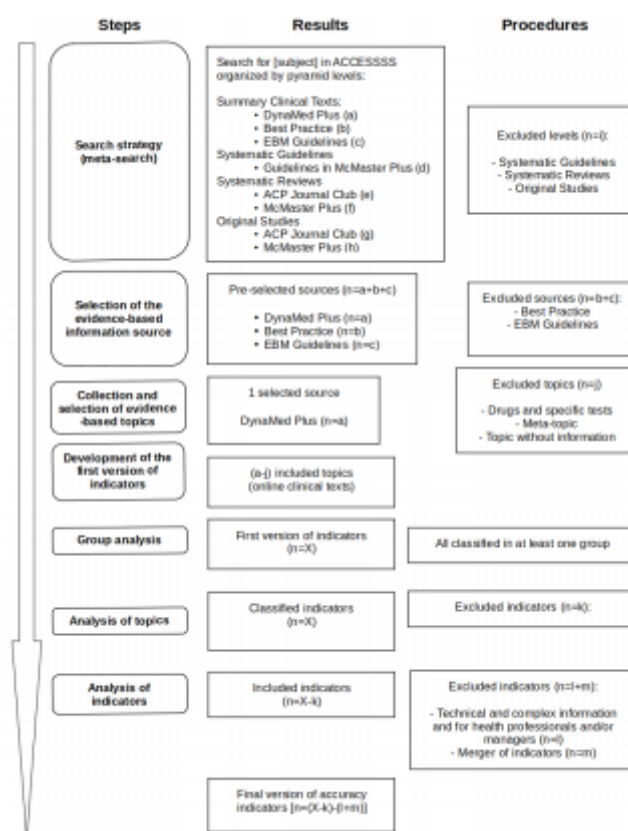 Steps
Results
Procedures
Search strategy
(meta-search)
Search for [subject] in ACCESSSS
organized by pyramid levels:
Summary Clinical Texts:
• DynaMed Plus (a)
• Best Practice (b)
• EBM Guidelines (c)
Systematic Guidelines
• Guidelines in McMaster Plus (d)
Systematic Reviews
• ACP Journal Club (e)
• McMaster Plus (f)
Original Studies
• ACP Journal Club (g)
• McMaster Plus (h)
Excluded levels (n=i):
- Systematic Guidelines
- Systematic Reviews
- Original Studies
Selection of the
evidence-based
information source
Pre-selected sources (n=a+b+c)
• DynaMed Plus (n=a)
• Best Practice (n=b)
• EBM Guidelines (n=c)
Excluded sources (n=b+c):
- Best Practice
- EBM Guidelines
Collection and
selection of evidence
-based topics
1 selected source
DynaMed Plus (n=a)
Excluded topics (n=j)
- Drugs and specific tests
- Meta-topic
- Topic without information
Development of the
first version of
indicators
(a-j) included topics
(online clinical texts)
Group analysis
First version of indicators
(n=X)
All classified in at least one group
Analysis of topics
Classified indicators
(n=X)
Excluded indicators (n=k):
Analysis of
indicators
Included indicators
(n=X-k)
Excluded indicators (n=l+m):
- Technical and complex information
and for health professionals and/or
managers (n=l)
- Merger of indicators (n=m)
Final version of accuracy
indicators [n=(X-k)-(l+m)]